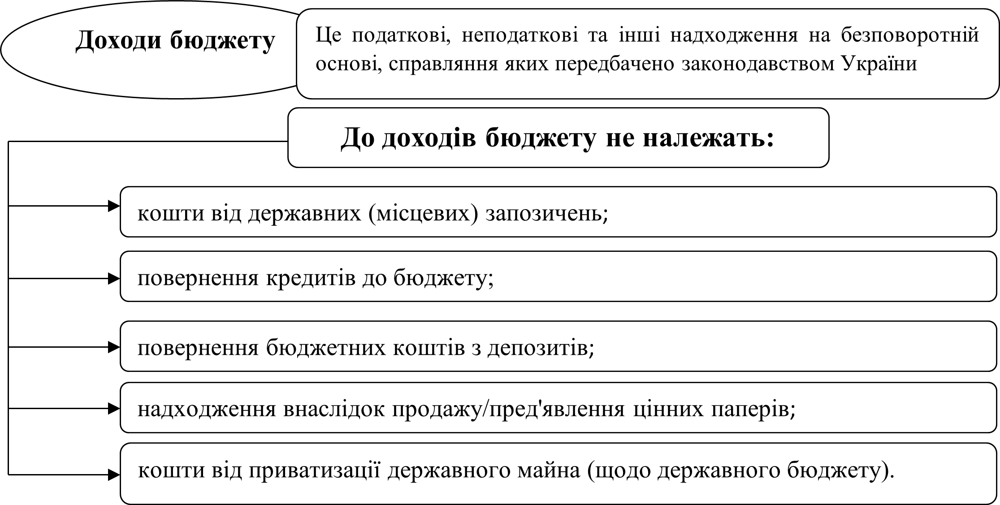 Доходи бюджету
Це податкові, неподаткові та інші надходження на безповоротній
основі, справляння яких передбачено законодавством України
До доходів бюджету не належать:
кошти від державних (місцевих) запозичень;
повернення кредитів до бюджету;
повернення бюджетних коштів з депозитів;
надходження внаслідок продажу/пред'явлення цінних паперів;
кошти від приватизації державного майна (щодо державного бюджету).